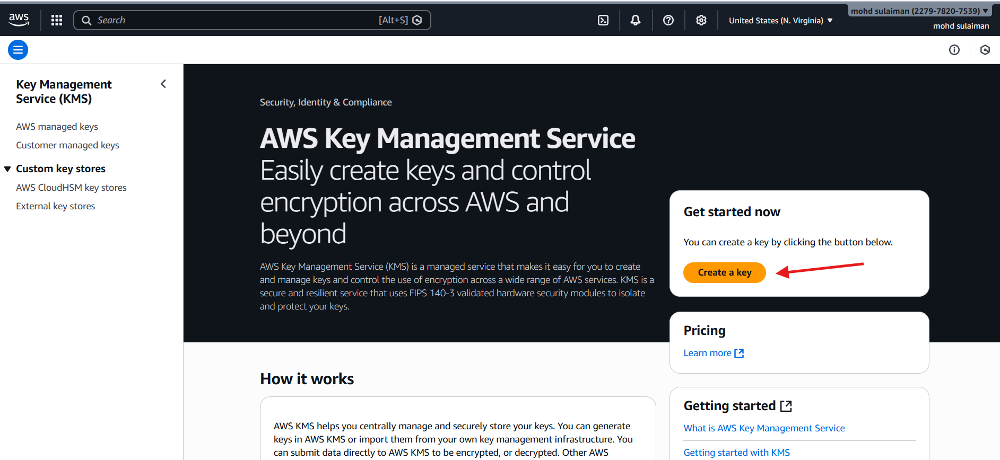 aws
Search
[Alt+S]
United States (N. Virginia)
mohd sulaiman (2279-7820-7539)
mohd sulaiman
Key Management
Service (KMS)
AWS managed keys
Customer managed keys
Custom key stores
AWS CloudHSM key stores
External key stores
Security, Identity & Compliance
AWS Key Management Service
Easily create keys and control
encryption across AWS and
beyond
AWS Key Management Service (KMS) is a managed service that makes it easy for you to create
and manage keys and control the use of encryption across a wide range of AWS services. KMS is a
secure and resilient service that uses FIPS 140-3 validated hardware security modules to isolate
and protect your keys.
Get started now
You can create a key by clicking the button below.
Create a key
Pricing
Learn more
How it works
AWS KMS helps you centrally manage and securely store your keys. You can generate
keys in AWS KMS or import them from your own key management infrastructure. You
can submit data directly to AWS KMS to be encrypted, or decrypted. Other AWS
Getting started
What is AWS Key Management Service
Getting started with KMS